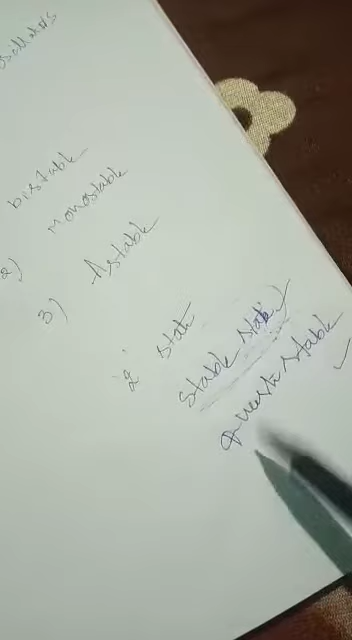 bistable
2) Monostable
3) Astable
'2' state
Stable state
Quasi stable